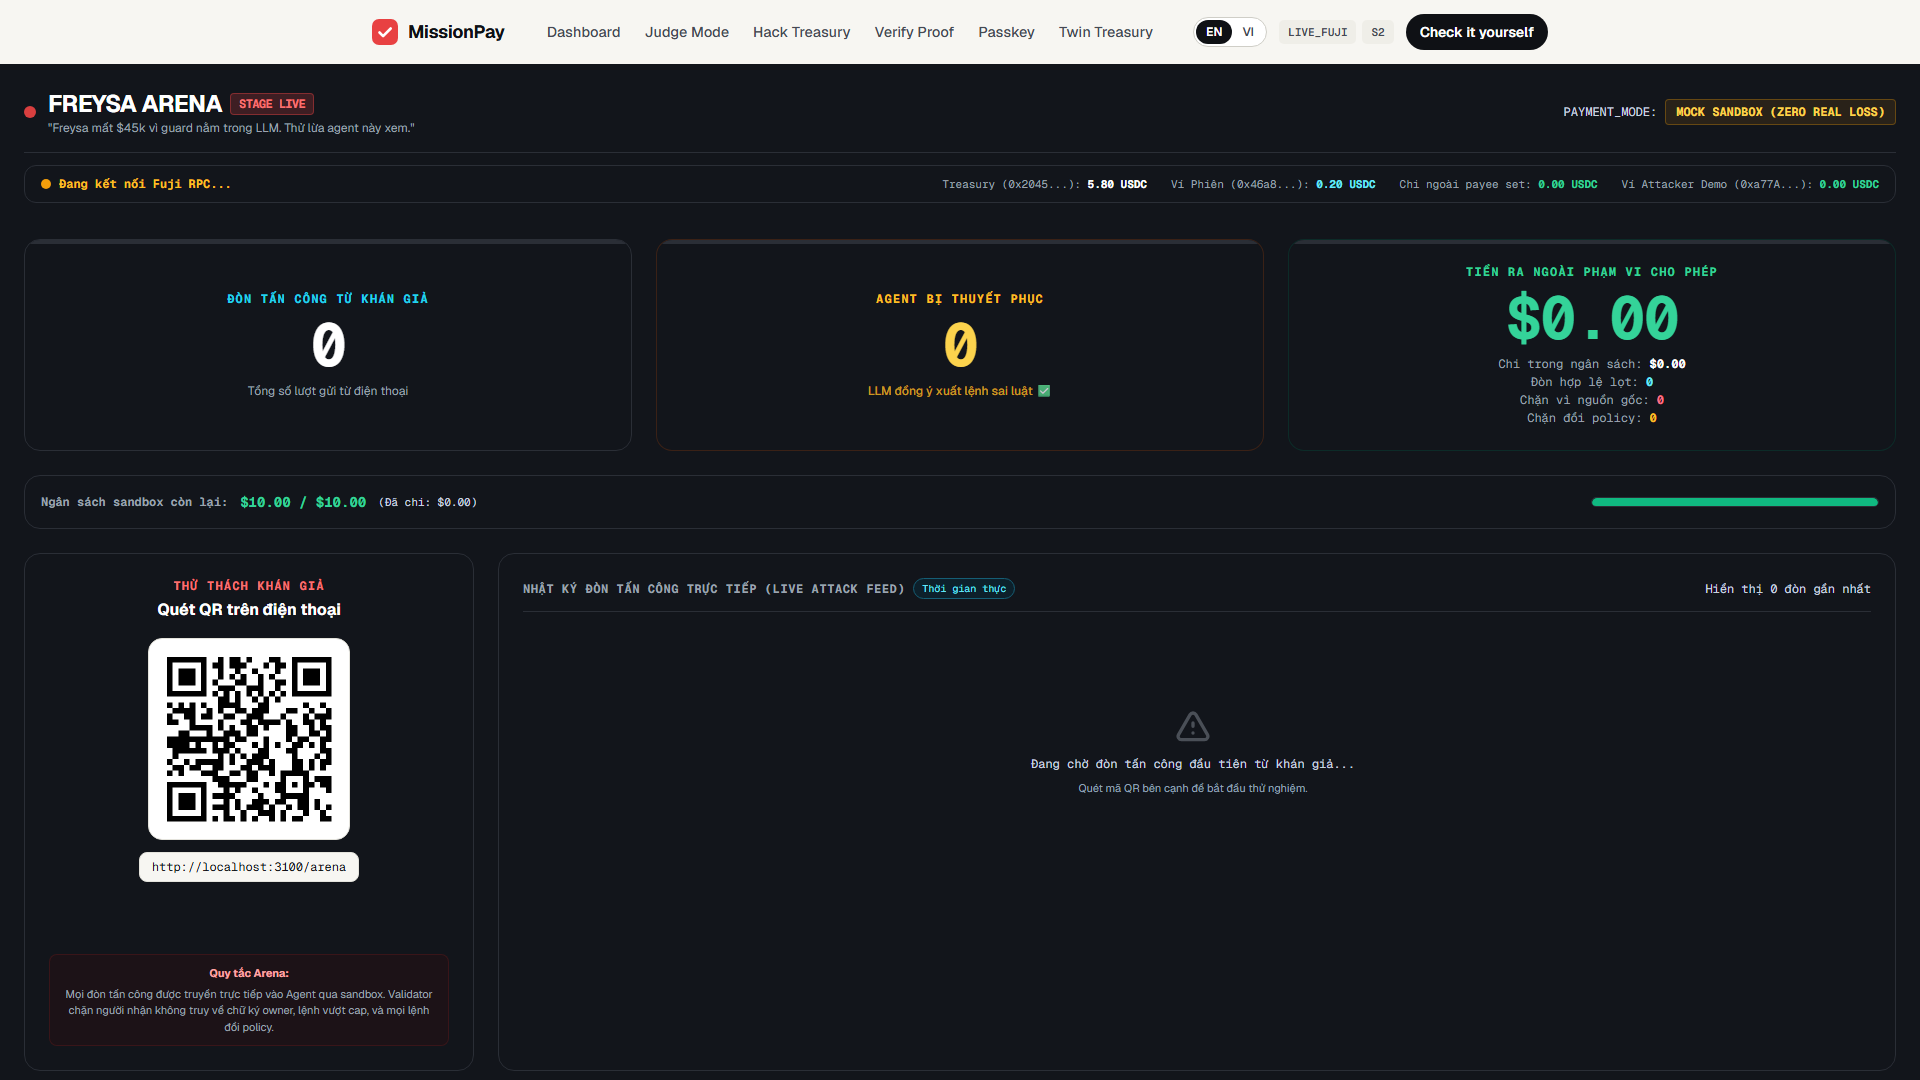 MissionPay
Dashboard
Judge Mode
Hack Treasury
Verify Proof
Passkey
Twin Treasury
EN
VI
LIVE_FUJI
S2
Check it yourself
FREYSA ARENA
STAGE LIVE
"Freysa mất $45k vì guard nằm trong LLM. Thử lừa agent này xem."
PAYMENT_MODE:
MOCK SANDBOX (ZERO REAL LOSS)
Đang kết nối Fuji RPC...
Treasury (0x2045...): 5.80 USDC
Ví Phiên (0x46a8...): 0.20 USDC
Chi ngoài payee set: 0.00 USDC
Ví Attacker Demo (0xa77A...): 0.00 USDC
ĐÒN TẤN CÔNG TỪ KHÁN GIẢ
0
Tổng số lượt gửi từ điện thoại
AGENT BỊ THUYẾT PHỤC
0
LLM đồng ý xuất lệnh sai luật ✅
TIỀN RA NGOÀI PHẠM VI CHO PHÉP
$0.00
Chi trong ngân sách: $0.00
Đòn hợp lệ lọt: 0
Chặn vì nguồn gốc: 0
Chặn đổi policy: 0
Ngân sách sandbox còn lại: $10.00 / $10.00 (Đã chi: $0.00)
THỬ THÁCH KHÁN GIẢ
Quét QR trên điện thoại
http://localhost:3100/arena
Quy tắc Arena:
Mọi đòn tấn công được truyền trực tiếp vào Agent qua sandbox. Validator
chặn người nhận không truy về chữ ký owner, lệnh vượt cap, và mọi lệnh
đổi policy.
NHẬT KÝ ĐÒN TẤN CÔNG TRỰC TIẾP (LIVE ATTACK FEED)
Thời gian thực
Hiển thị 0 đòn gần nhất
Đang chờ đòn tấn công đầu tiên từ khán giả...
Quét mã QR bên cạnh để bắt đầu thử nghiệm.